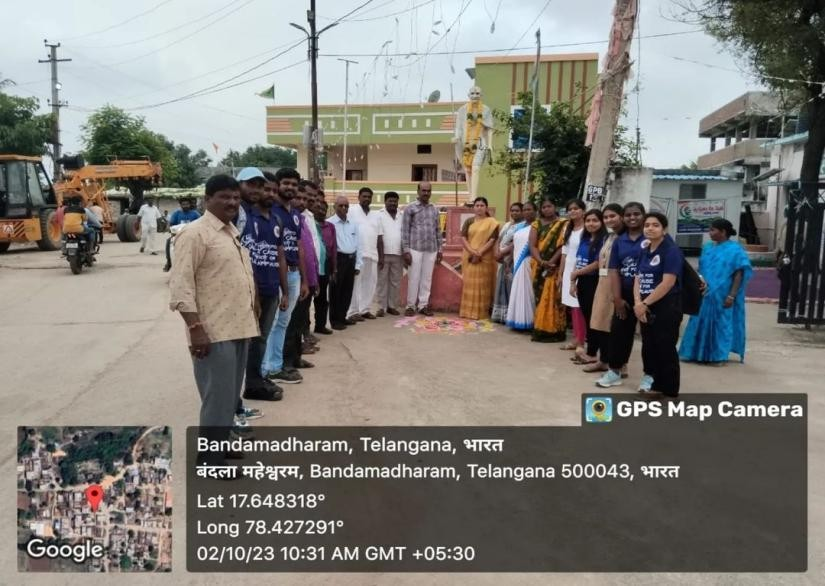 GPS Map Camera
Bandamadharam, Telangana, भारत
बंदला माहेश्वरम, Bandamadharam, Telangana 500043, भारत
Lat 17.648318°
Long 78.427291°
02/10/23 10:31 AM GMT +05:30
Google